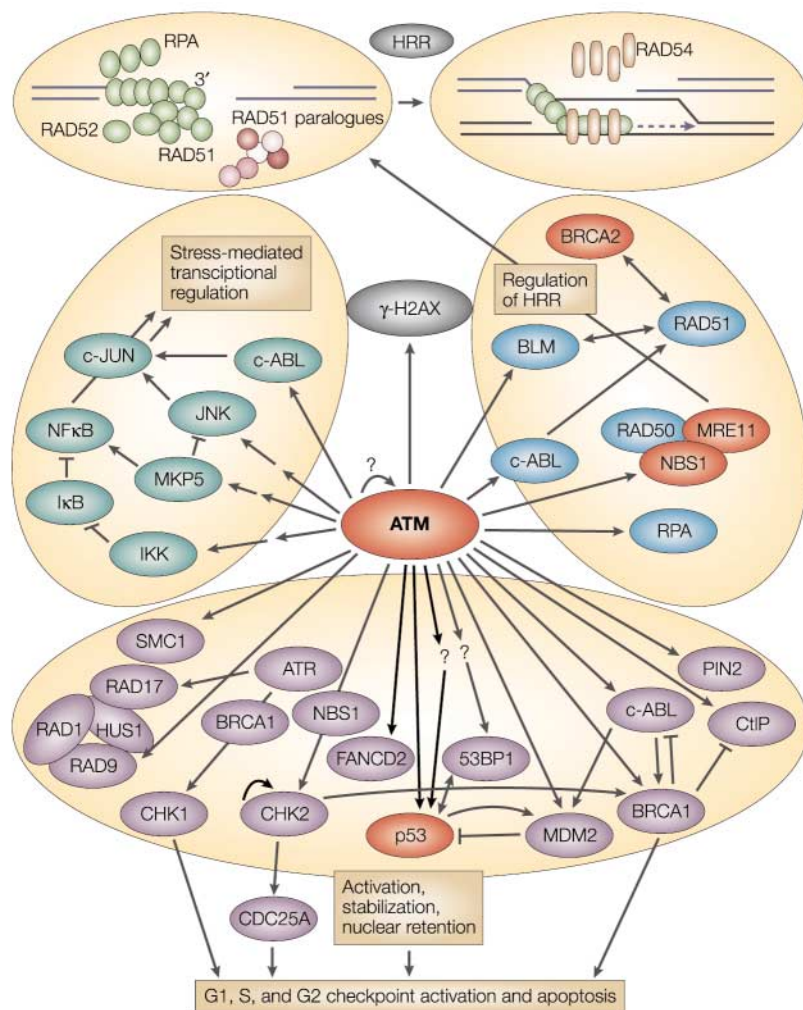 HRR
RPA
3′
RAD52
RAD51
RAD51
paralogues
RAD54
Stress-mediated
transciptional
regulation
c-JUN
c-ABL
NFκB
JNK
MKP5
IκB
IKK
γ-H2AX
?
ATM
BRCA2
Regulation
of HRR
RAD51
BLM
RAD50
MRE11
NBS1
c-ABL
RPA
SMC1
RAD17
ATR
RAD1
HUS1
RAD9
BRCA1
NBS1
FANCD2
?
?
53BP1
PIN2
c-ABL
CtIP
CHK1
CHK2
p53
MDM2
BRCA1
CDC25A
Activation,
stabilization,
nuclear retention
G1, S, and G2 checkpoint activation and apoptosis